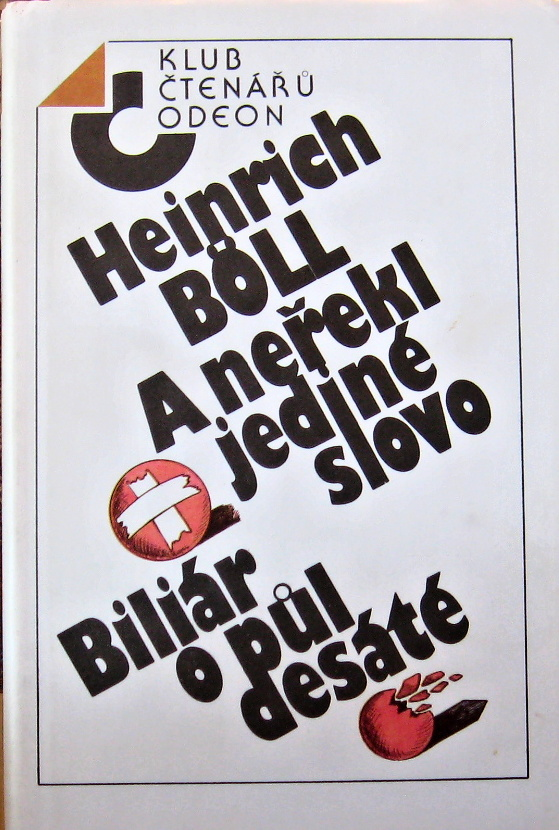 KLUB
ČTENÁŘŮ
ODEON
Heinrich
BÖLL
A neřekl
jediné
slovo
Biliár
o půl
desáté